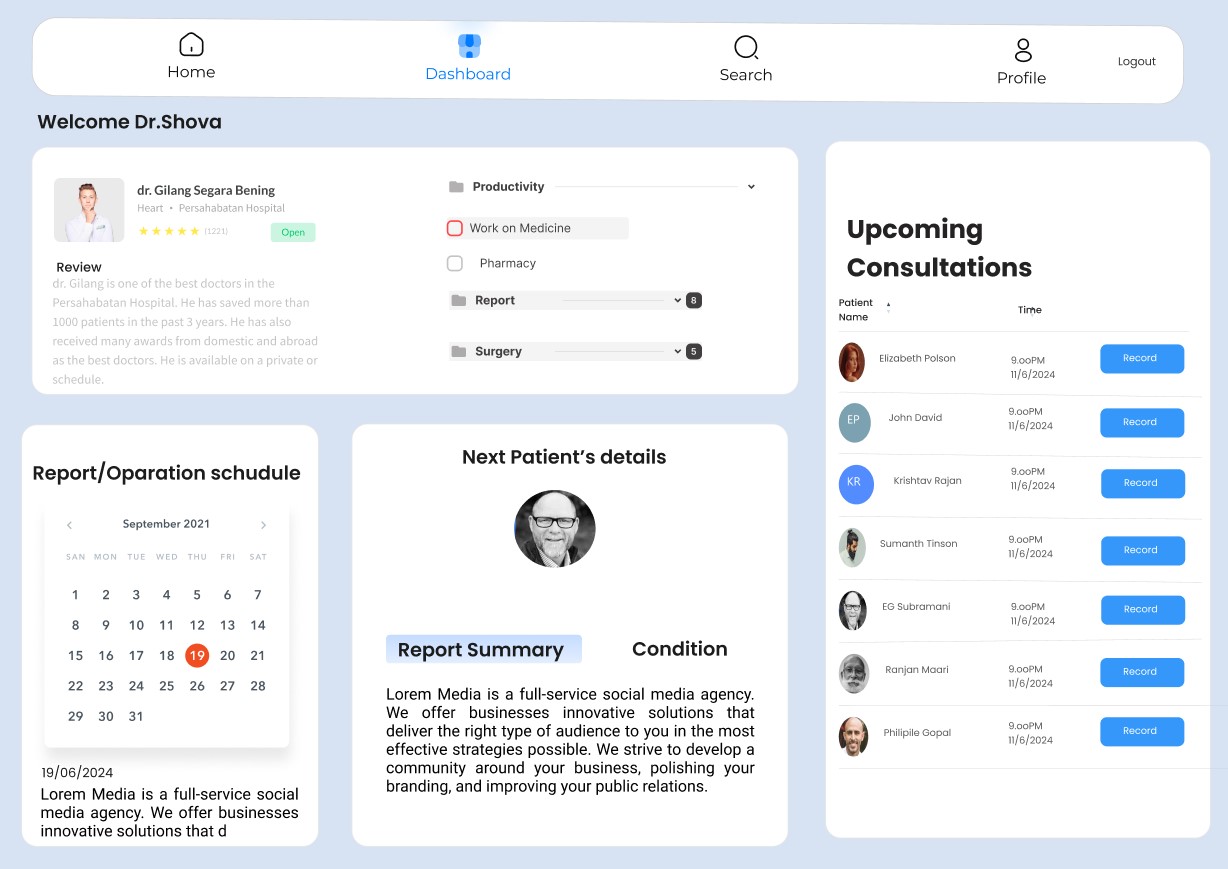 Home
Dashboard
Search
Profile
Logout
Welcome Dr.Shova
dr. Gilang Segara Bening
Heart • Persahabatan Hospital
(1221)
Open
Review
dr. Gilang is one of the best doctors in the
Persahabatan Hospital. He has saved more than
1000 patients in the past 3 years. He has also
received many awards from domestic and abroad
as the best doctors. He is available on a private or
schedule.
Productivity
Work on Medicine
Pharmacy
Report 8
Surgery 5
Report/Oparation schudule
September 2021
SAN MON TUE WED THU FRI SAT
1 2 3 4 5 6 7
8 9 10 11 12 13 14
15 16 17 18 19 20 21
22 23 24 25 26 27 28
29 30 31
19/06/2024
Lorem Media is a full-service social
media agency. We offer businesses
innovative solutions that d
Next Patient’s details
Report Summary
Condition
Lorem Media is a full-service social media agency.
We offer businesses innovative solutions that
deliver the right type of audience to you in the most
effective strategies possible. We strive to develop a
community around your business, polishing your
branding, and improving your public relations.
Upcoming
Consultations
Patient
Name
Time
Elizabeth Polson
9.ooPM
11/6/2024
Record
EP
John David
9.ooPM
11/6/2024
Record
KR
Krishtav Rajan
9.ooPM
11/6/2024
Record
Sumanth Tinson
9.ooPM
11/6/2024
Record
EG Subramani
9.ooPM
11/6/2024
Record
Ranjan Maari
9.ooPM
11/6/2024
Record
Philipile Gopal
9.ooPM
11/6/2024
Record